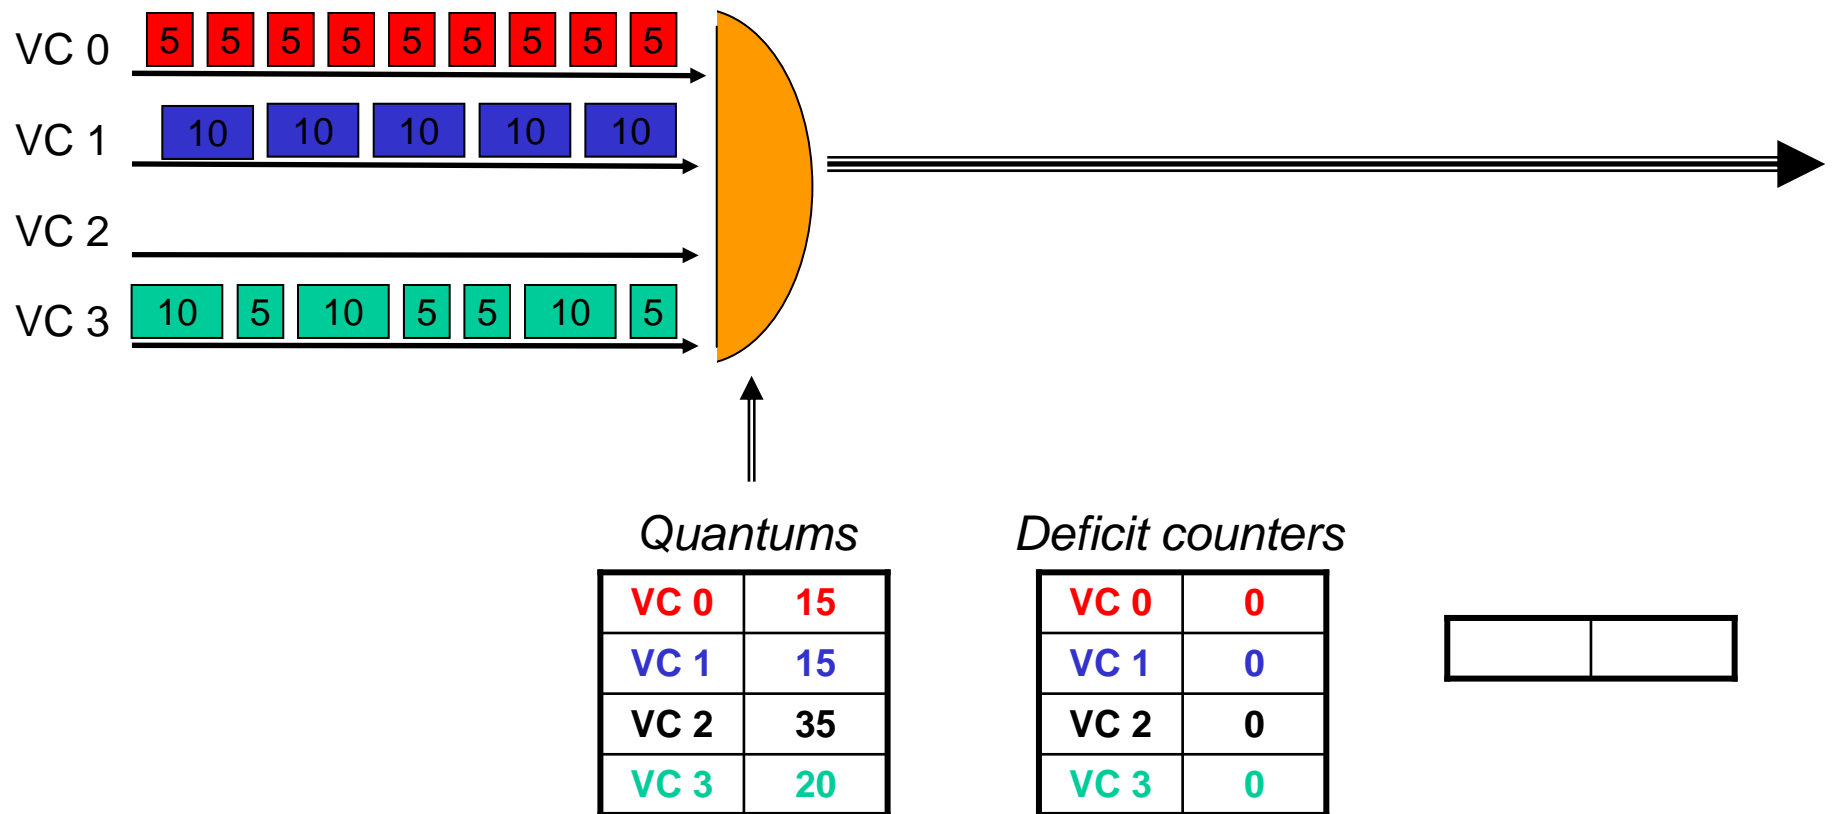 VC 0 5 5 5 5 5 5 5 5 5
VC 1 10 10 10 10 10
VC 2
VC 3 10 5 10 5 5 10 5
Quantums
VC 0 15
VC 1 15
VC 2 35
VC 3 20
Deficit counters
VC 0 0
VC 1 0
VC 2 0
VC 3 0